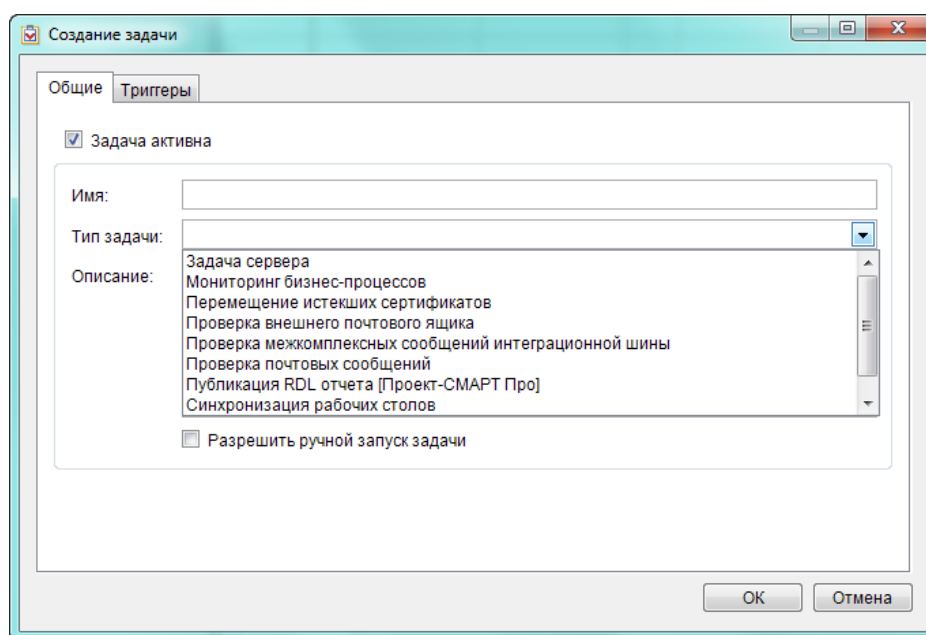 Создание задачи
Общие Триггеры
Задача активна
Имя:
Тип задачи:
Описание:
Задача сервера
Мониторинг бизнес-процессов
Перемещение истекших сертификатов
Проверка внешнего почтового ящика
Проверка межкомплексных сообщений интеграционной шины
Проверка почтовых сообщений
Публикация RDL отчета [Проект-СМАРТ Про]
Синхронизация рабочих столов
Разрешить ручной запуск задачи
ОК Отмена